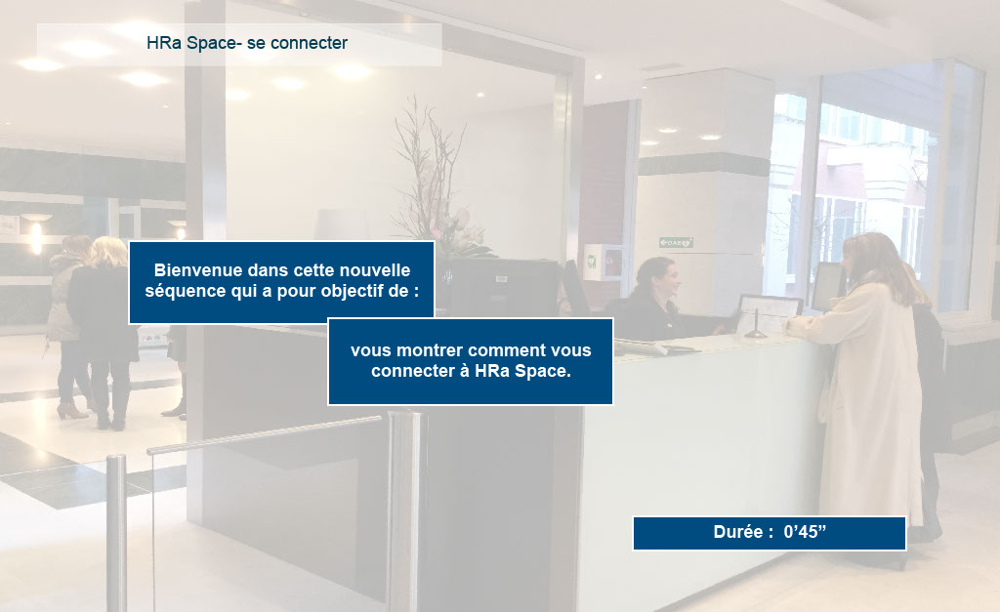 HRa Space- se connecter
Bienvenue dans cette nouvelle
séquence qui a pour objectif de :
vous montrer comment vous
connecter à HRa Space.
Durée :  0’45”